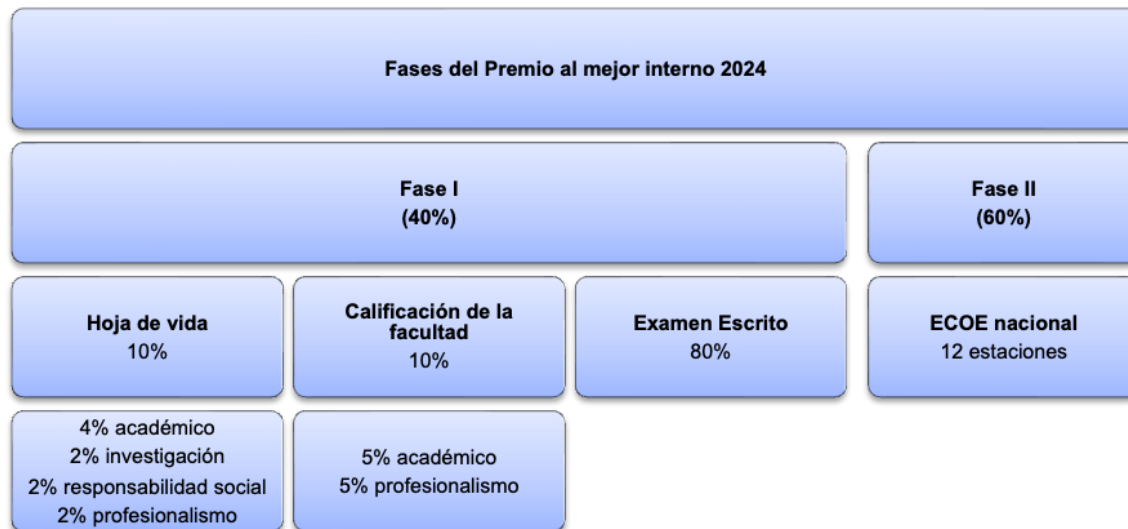 Fases del Premio al mejor interno 2024
Fase I
(40%)
Fase II
(60%)
Hoja de vida
10%
Calificación de la
facultad
10%
Examen Escrito
80%
ECOE nacional
12 estaciones
4% académico
2% investigación
2% responsabilidad social
2% profesionalismo
5% académico
5% profesionalismo